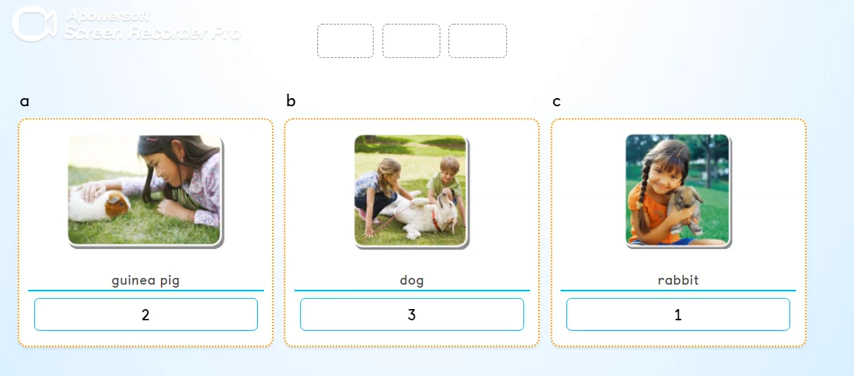 Apowersoft
Screen Recorder Pro
a
b
c
guinea pig
dog
rabbit
2
3
1